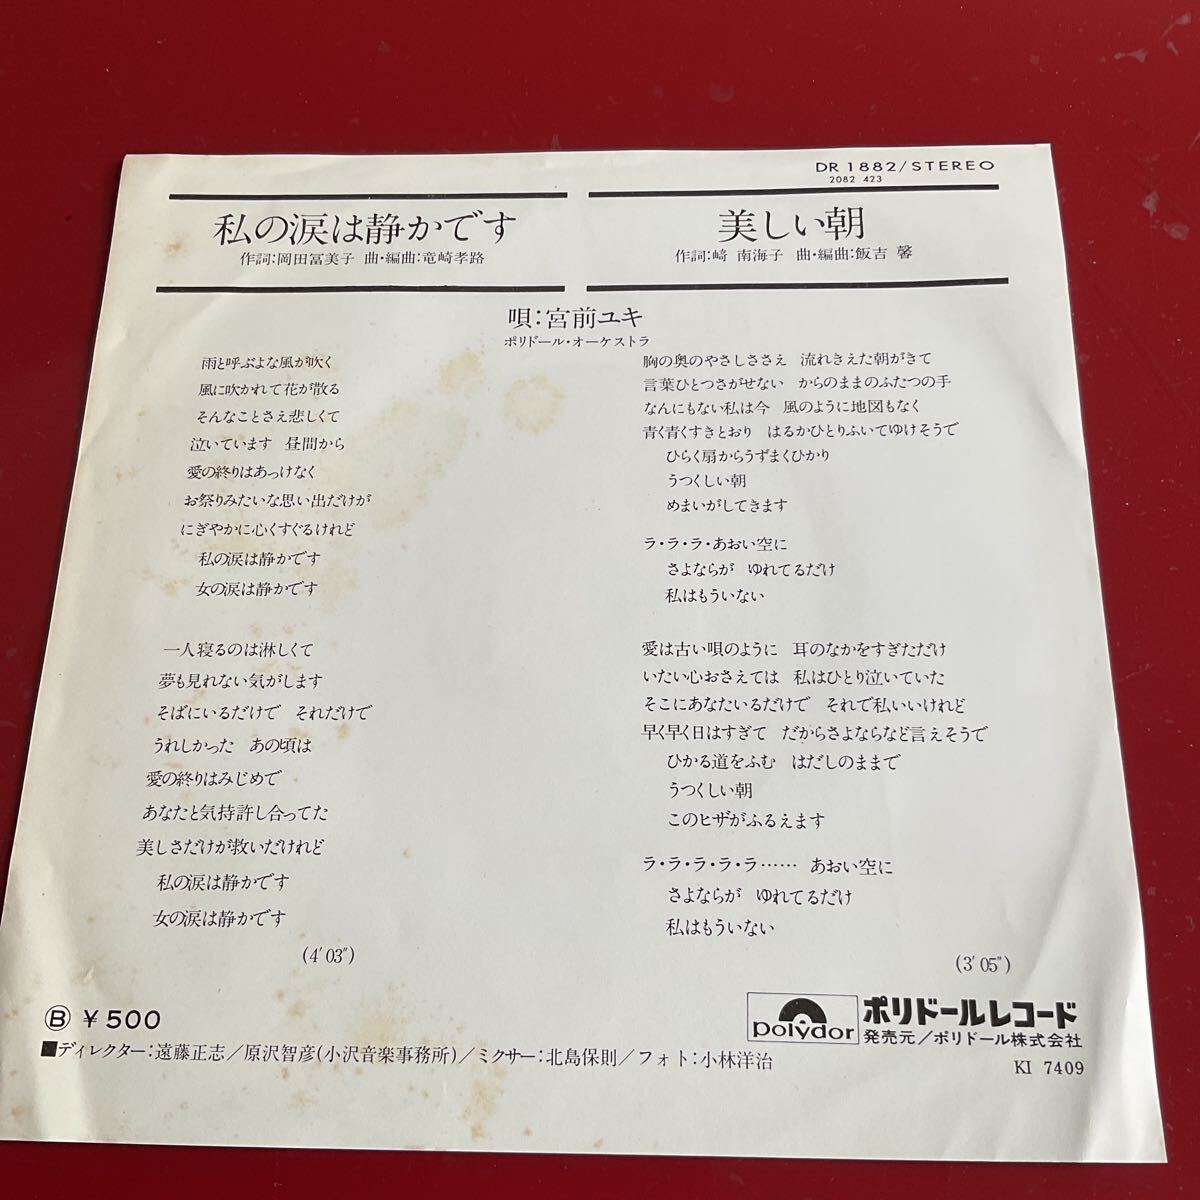 DR 1882/STEREO
2082 423
私の涙は静かです
作詞:岡田冨美子 曲・編曲:竜崎孝路
美しい朝
作詞:﨑 南海子 曲・編曲:飯吉 馨
唄:宮前ユキ
ポリドール・オーケストラ
雨と呼ぶよな風が吹く
風に吹かれて花が散る
そんなことさえ悲しくて
泣いています 昼間から
愛の終りはあっけなく
お祭りみたいな思い出だけが
にぎやかに心くすぐるけれど
私の涙は静かです
女の涙は静かです
一人寝るのは淋しくて
夢も見れない気がします
そばにいるだけで それだけで
うれしかった あの頃は
愛の終りはみじめで
あなたと気持許し合ってた
美しさだけが救いだけれど
私の涙は静かです
女の涙は静かです
(4′03″)
胸の奥のやさしささえ 流れきえた朝がきて
言葉ひとつさがせない からのままのふたつの手
なんにもない私は今 風のように地図もなく
青く青くすきとおり はるかひとりふいてゆけそうで
ひらく扇からうずまくひかり
うつくしい朝
めまいがしてきます
ラ・ラ・ラ・あおい空に
さよならが ゆれてるだけ
私はもういない
愛は古い唄のように 耳のなかをすぎただけ
いたい心おさえては 私はひとり泣いていた
そこにあなたいるだけで それで私いいけれど
早く早く日はすぎて だからさよならなど言えそうで
ひかる道をふむ はだしのままで
うつくしい朝
このヒザがふるえます
ラ・ラ・ラ・ラ・ラ…… あおい空に
さよならが ゆれてるだけ
私はもういない
(3′05″)
Ⓑ ¥500
■ディレクター:遠藤正志/原沢智彦(小沢音楽事務所)/ミクサー:北島保則/フォト:小林洋治
polydor
ポリドールレコード
発売元/ポリドール株式会社
KI 7409